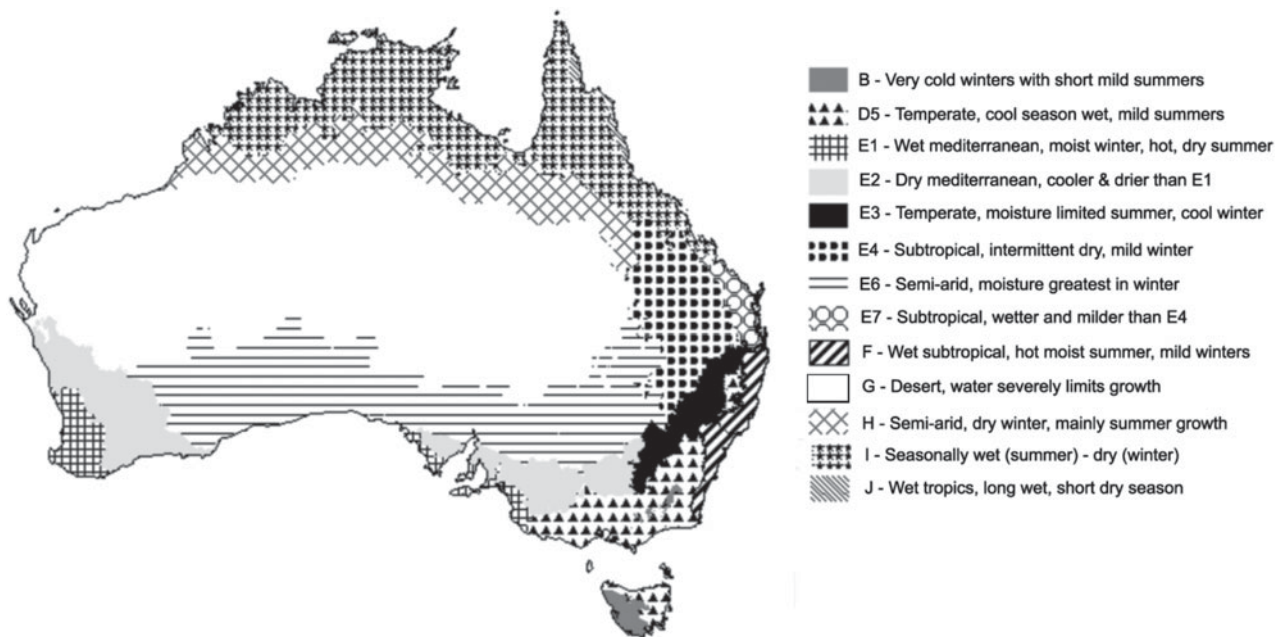 B - Very cold winters with short mild summers
D5 - Temperate, cool season wet, mild summers
E1 - Wet mediterranean, moist winter, hot, dry summer
E2 - Dry mediterranean, cooler & drier than E1
E3 - Temperate, moisture limited summer, cool winter
E4 - Subtropical, intermittent dry, mild winter
E6 - Semi-arid, moisture greatest in winter
E7 - Subtropical, wetter and milder than E4
F - Wet subtropical, hot moist summer, mild winters
G - Desert, water severely limits growth
H - Semi-arid, dry winter, mainly summer growth
I - Seasonally wet (summer) - dry (winter)
J - Wet tropics, long wet, short dry season